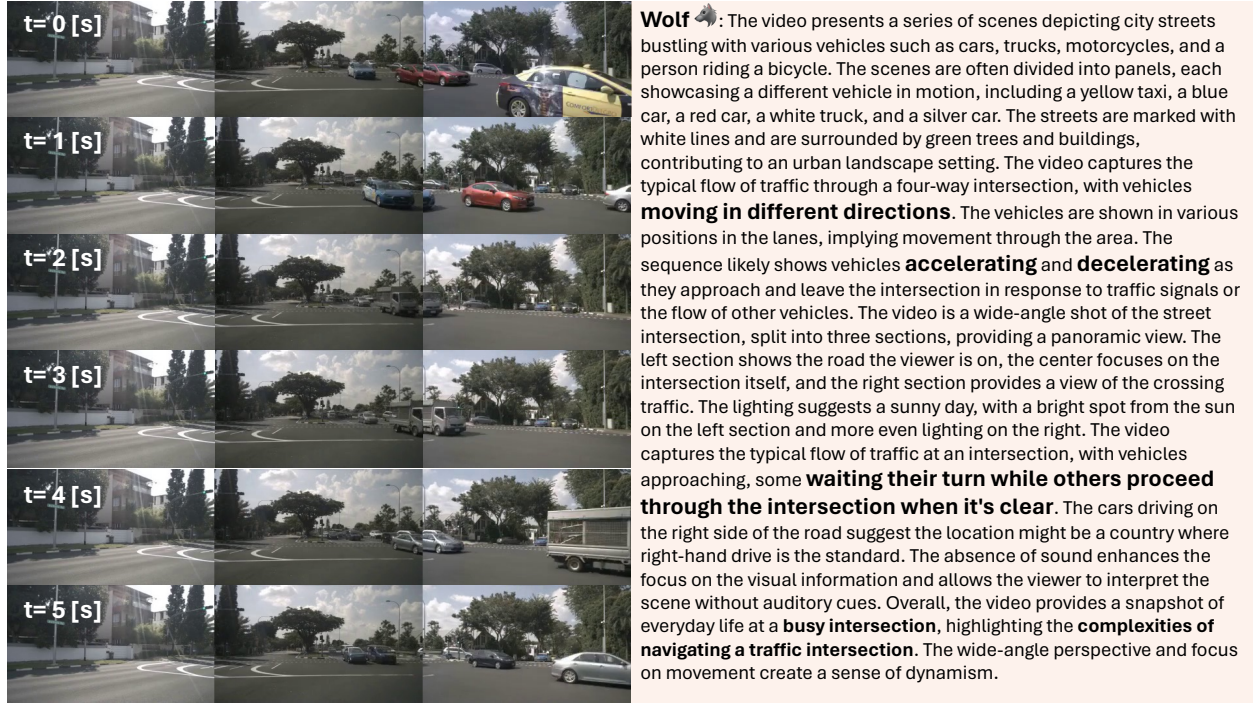 t= 0 [s]
COMFORT
t= 1 [s]
t= 2 [s]
t= 3 [s]
t= 4 [s]
t= 5 [s]
Wolf : The video presents a series of scenes depicting city streets
bustling with various vehicles such as cars, trucks, motorcycles, and a
person riding a bicycle. The scenes are often divided into panels, each
showcasing a different vehicle in motion, including a yellow taxi, a blue
car, a red car, a white truck, and a silver car. The streets are marked with
white lines and are surrounded by green trees and buildings,
contributing to an urban landscape setting. The video captures the
typical flow of traffic through a four-way intersection, with vehicles
moving in different directions. The vehicles are shown in various
positions in the lanes, implying movement through the area. The
sequence likely shows vehicles accelerating and decelerating as
they approach and leave the intersection in response to traffic signals or
the flow of other vehicles. The video is a wide-angle shot of the street
intersection, split into three sections, providing a panoramic view. The
left section shows the road the viewer is on, the center focuses on the
intersection itself, and the right section provides a view of the crossing
traffic. The lighting suggests a sunny day, with a bright spot from the sun
on the left section and more even lighting on the right. The video
captures the typical flow of traffic at an intersection, with vehicles
approaching, some waiting their turn while others proceed
through the intersection when it's clear. The cars driving on
the right side of the road suggest the location might be a country where
right-hand drive is the standard. The absence of sound enhances the
focus on the visual information and allows the viewer to interpret the
scene without auditory cues. Overall, the video provides a snapshot of
everyday life at a busy intersection, highlighting the complexities of
navigating a traffic intersection. The wide-angle perspective and focus
on movement create a sense of dynamism.